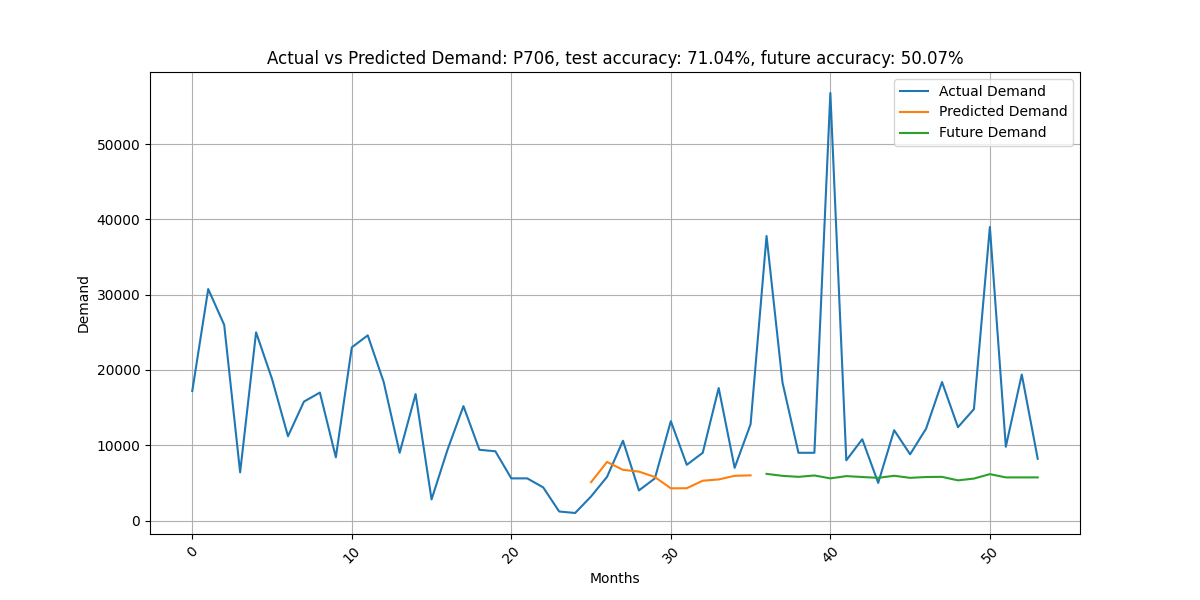 Actual vs Predicted Demand: P706, test accuracy: 71.04%, future accuracy: 50.07%
Actual Demand
Predicted Demand
Future Demand
50000
40000
30000
20000
10000
0
Demand
0 10 20 30 40 50
Months